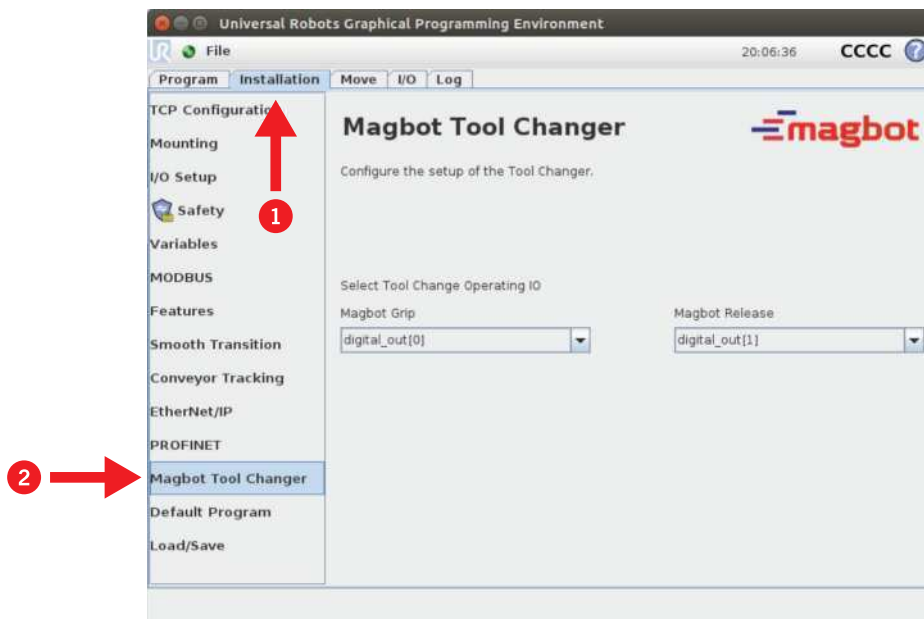 Universal Robots Graphical Programming Environment
File 20:06:36 CCCC ?
Program Installation Move I/O Log
TCP Configuration
Mounting
I/O Setup
Safety
Variables
MODBUS
Features
Smooth Transition
Conveyor Tracking
EtherNet/IP
PROFINET
Magbot Tool Changer
Default Program
Load/Save
1
2
Magbot Tool Changer
magbot
Configure the setup of the Tool Changer.
Select Tool Change Operating IO
Magbot Grip Magbot Release
digital_out[0] digital_out[1]